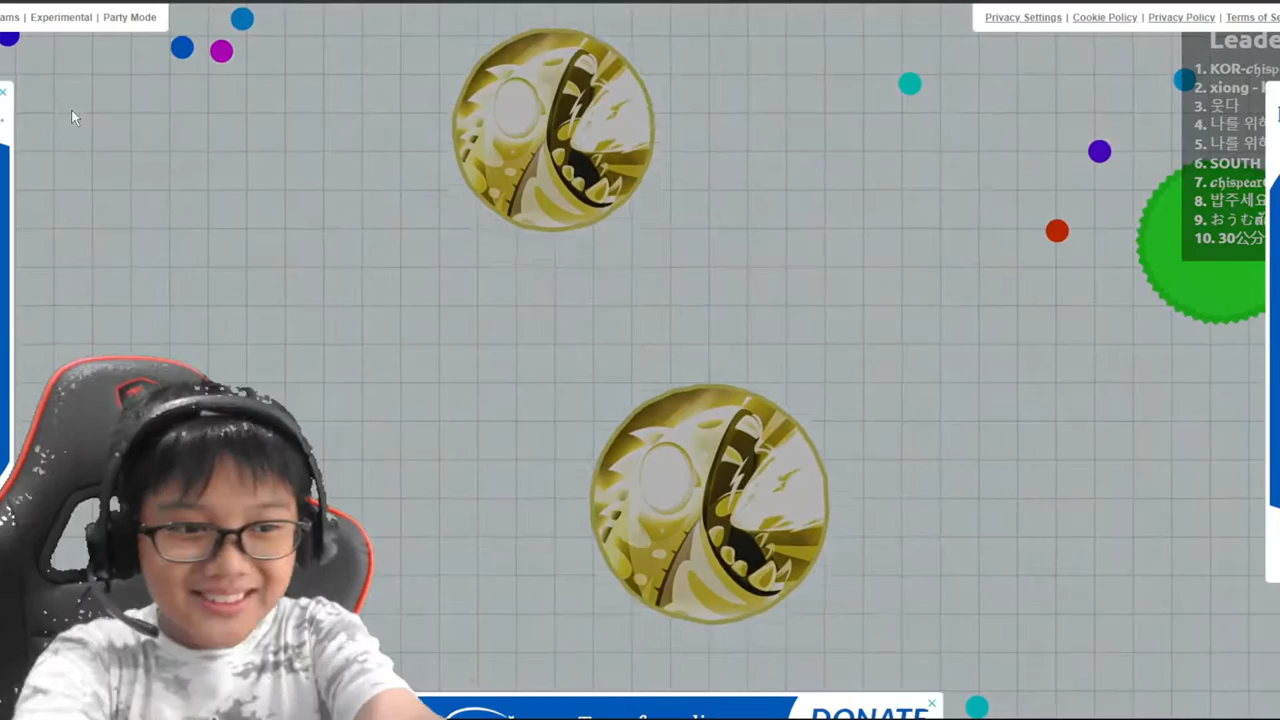 ams | Experimental | Party Mode
Privacy Settings | Cookie Policy | Privacy Policy | Terms of Se
Leade
1. KOR-chisp
2. xiong - k
3. 웃다
4. 나를 위해
5. 나를 위해
6. SOUTH
7. chispear
8. 밥주세요
9. おうむ
10. 30公分
DONATE